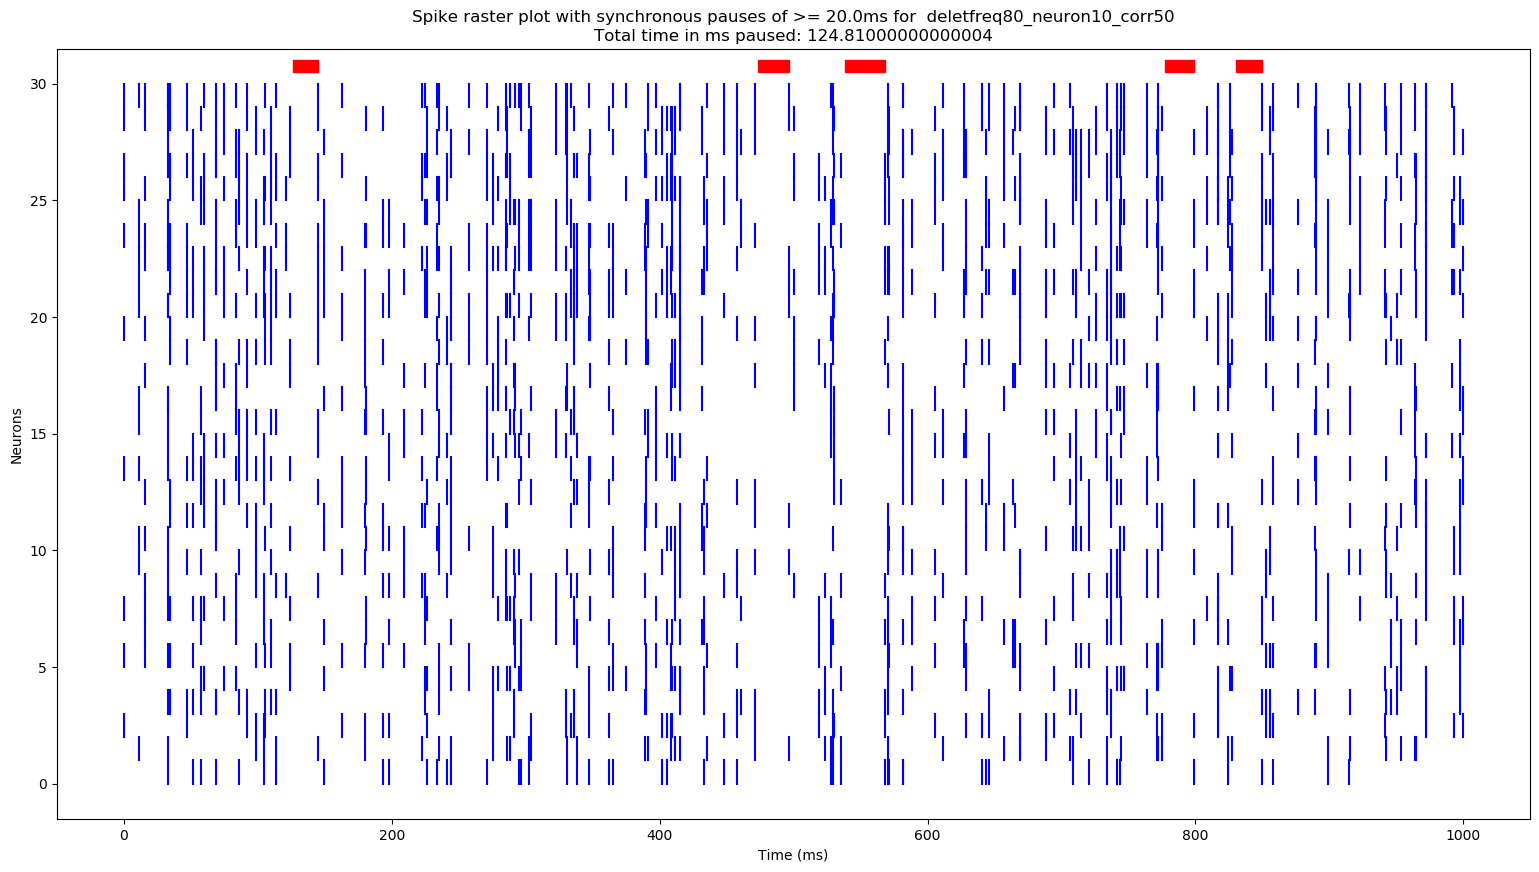 Spike raster plot with synchronous pauses of >= 20.0ms for  deletfreq80_neuron10_corr50
Total time in ms paused: 124.81000000000004
30
25
20
15
10
5
0
Neurons
0 200 400 600 800 1000
Time (ms)